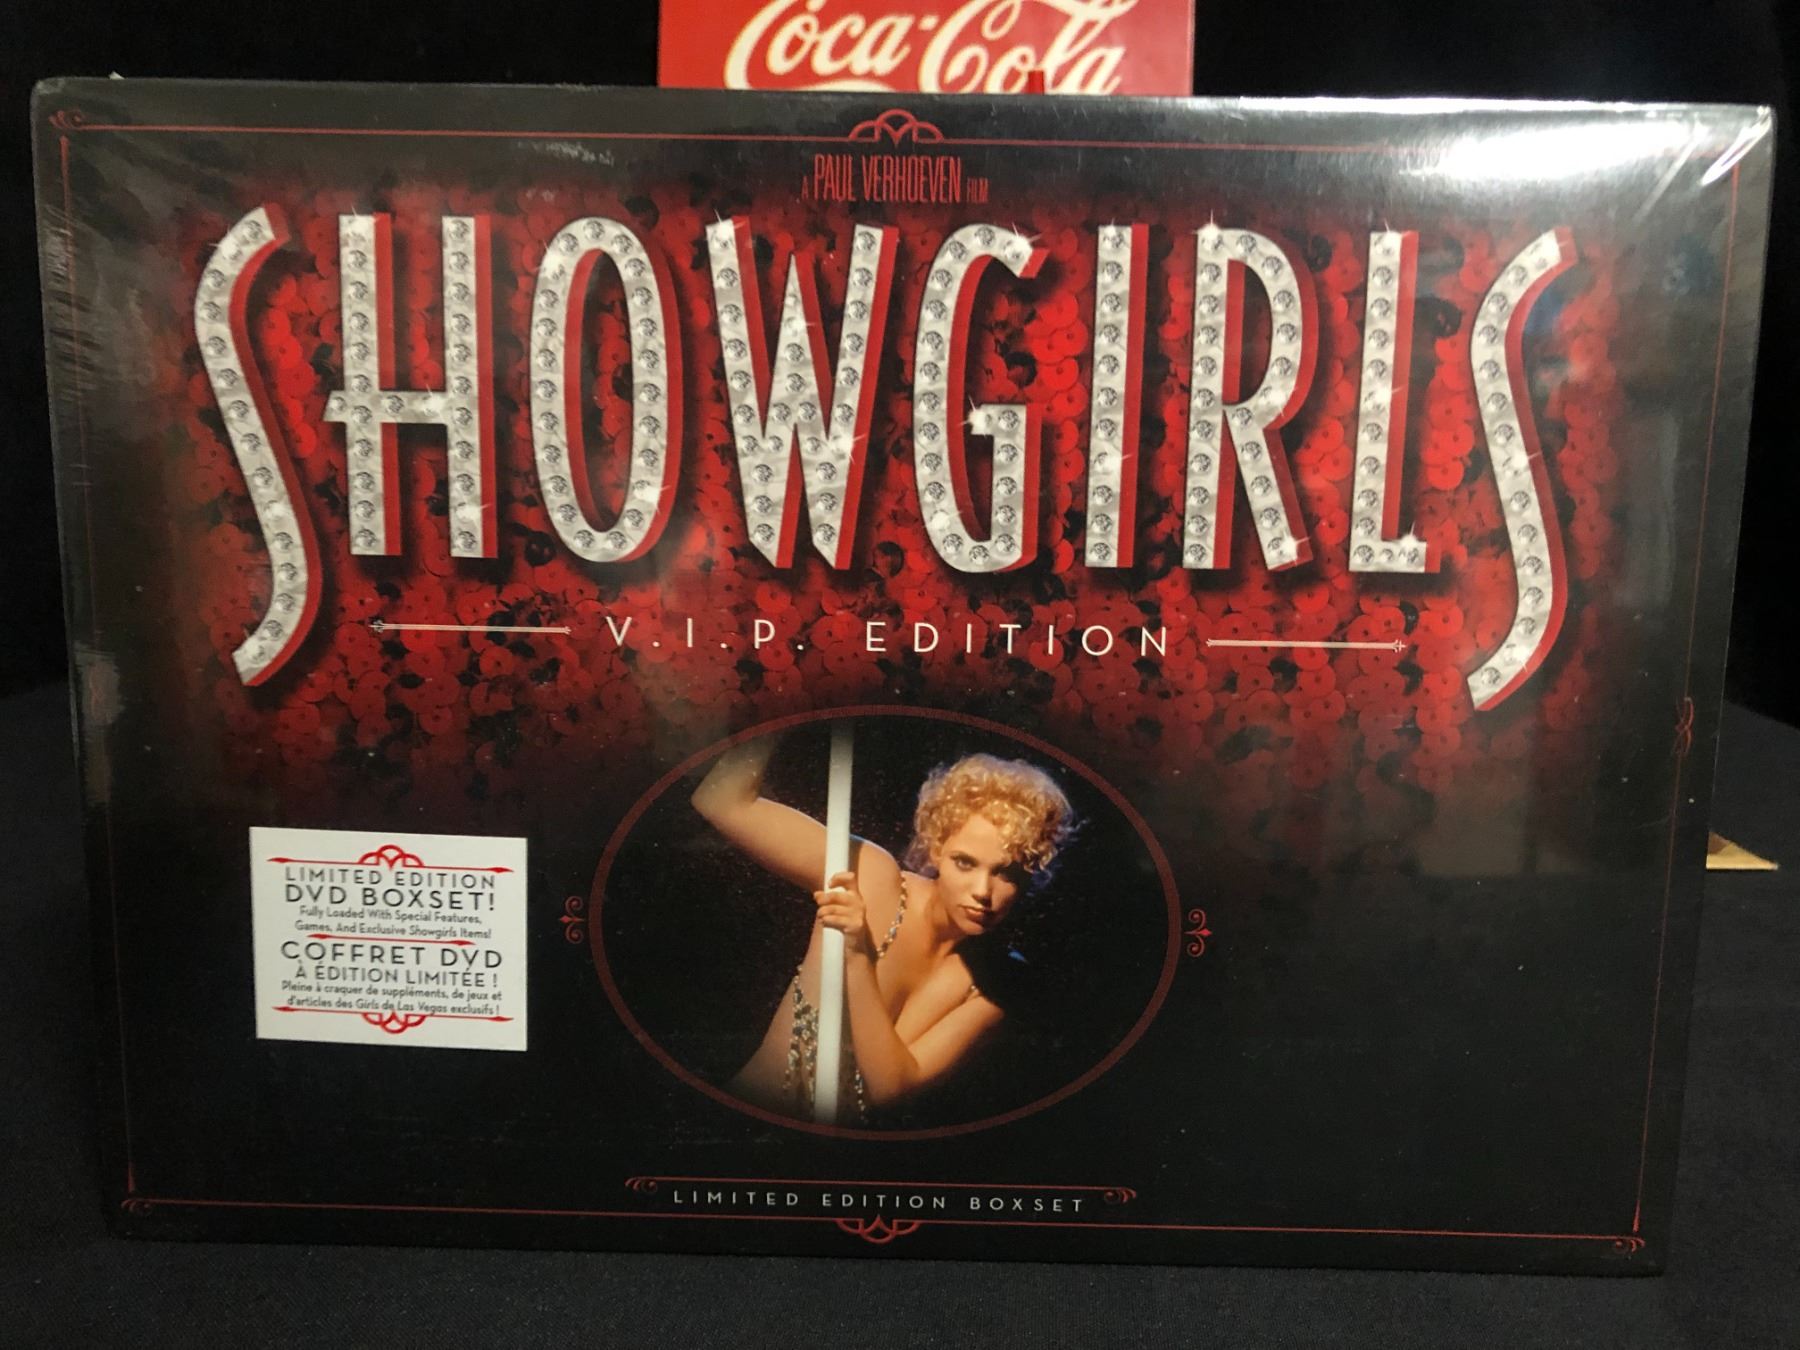 Coca-Cola
A PAUL VERHOEVEN FILM
SHOWGIRLS
V.I.P. EDITION
LIMITED EDITION
DVD BOXSET!
Fully Loaded With Special Features,
Games, And Exclusive Showgirls Items!
COFFRET DVD
À ÉDITION LIMITÉE !
Pleine à craquer de suppléments, de jeux et
d'articles des Girls de Las Vegas exclusifs !
LIMITED EDITION BOXSET